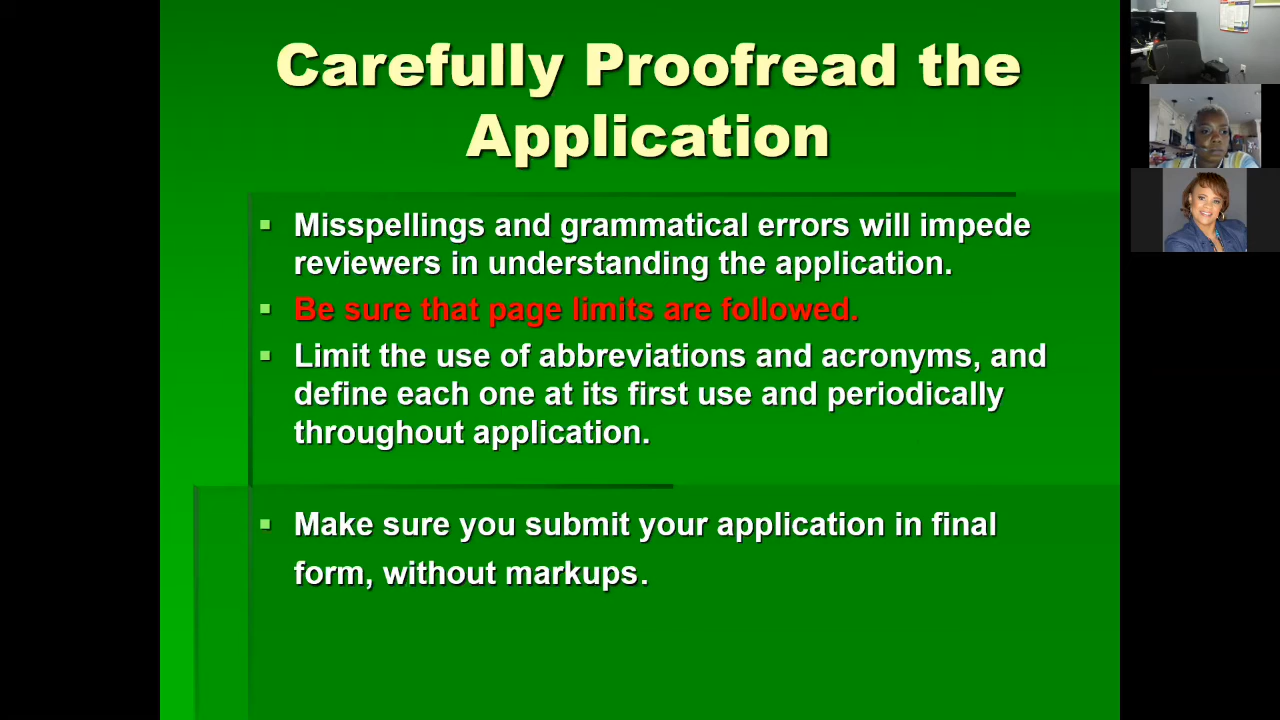 Carefully Proofread the
Application
▪ Misspellings and grammatical errors will impede
reviewers in understanding the application.
▪ Be sure that page limits are followed.
▪ Limit the use of abbreviations and acronyms, and
define each one at its first use and periodically
throughout application.
▪ Make sure you submit your application in final
form, without markups.